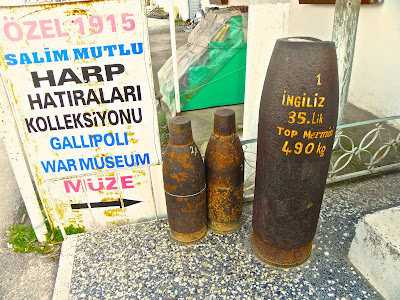 ÖZEL 1915
SALİM MUTLU
HARP
HATIRALARI
KOLLEKSİYONU
GALLIPOLI
WAR MUSEUM
MÜZE
1
İNGİLİZ
35.Lik
Top Mermisi
490 kg